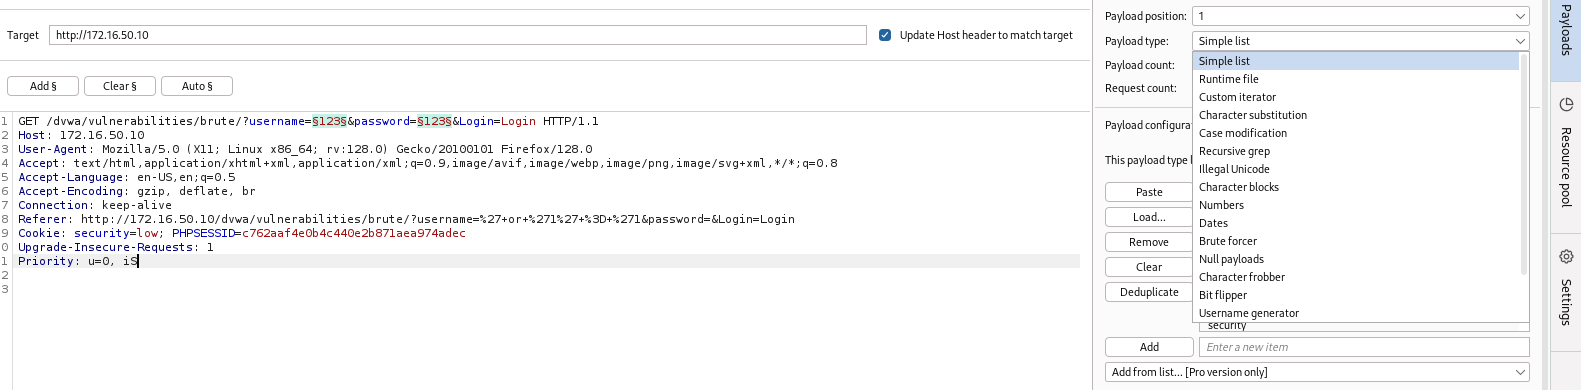 Target http://172.16.50.10 Update Host header to match target
Add § Clear § Auto §
1 GET /dvwa/vulnerabilities/brute/?username=§123§&password=§123§&Login=Login HTTP/1.1
2 Host: 172.16.50.10
3 User-Agent: Mozilla/5.0 (X11; Linux x86_64; rv:128.0) Gecko/20100101 Firefox/128.0
4 Accept: text/html,application/xhtml+xml,application/xml;q=0.9,image/avif,image/webp,image/png,image/svg+xml,*/*;q=0.8
5 Accept-Language: en-US,en;q=0.5
6 Accept-Encoding: gzip, deflate, br
7 Connection: keep-alive
8 Referer: http://172.16.50.10/dvwa/vulnerabilities/brute/?username=%27+or+%271%27+%3D+%271&password=&Login=Login
9 Cookie: security=low; PHPSESSID=c762aaf4e0b4c440e2b871aea974adec
0 Upgrade-Insecure-Requests: 1
1 Priority: u=0, iS
2
3
Payload position: 1
Payload type: Simple list
Payload count:
Request count:
Payload configura
This payload type l
Simple list
Runtime file
Custom iterator
Character substitution
Case modification
Recursive grep
Illegal Unicode
Character blocks
Numbers
Dates
Brute forcer
Null payloads
Character frobber
Bit flipper
Username generator
Paste
Load...
Remove
Clear
Deduplicate
security
Add Enter a new item
Add from list... [Pro version only]
Payloads
Resource pool
Settings